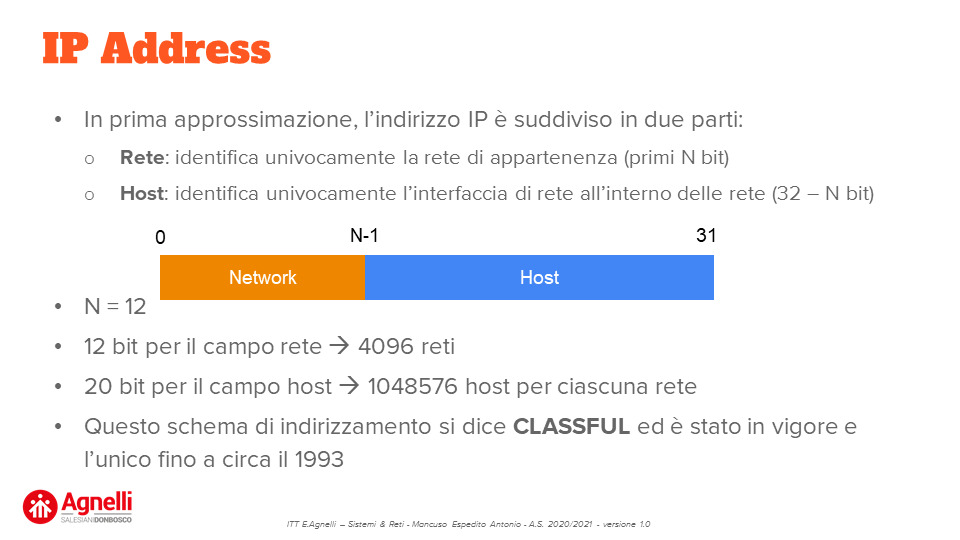 IP Address
• In prima approssimazione, l'indirizzo IP è suddiviso in due parti:
o Rete: identifica univocamente la rete di appartenenza (primi N bit)
o Host: identifica univocamente l'interfaccia di rete all'interno delle rete (32 – N bit)
0 N-1 31
Network Host
• N = 12
• 12 bit per il campo rete → 4096 reti
• 20 bit per il campo host → 1048576 host per ciascuna rete
• Questo schema di indirizzamento si dice CLASSFUL ed è stato in vigore e
l'unico fino a circa il 1993
Agnelli
SALESIANI DONBOSCO
ITT E.Agnelli – Sistemi & Reti - Mancuso Espedito Antonio - A.S. 2020/2021 - versione 1.0